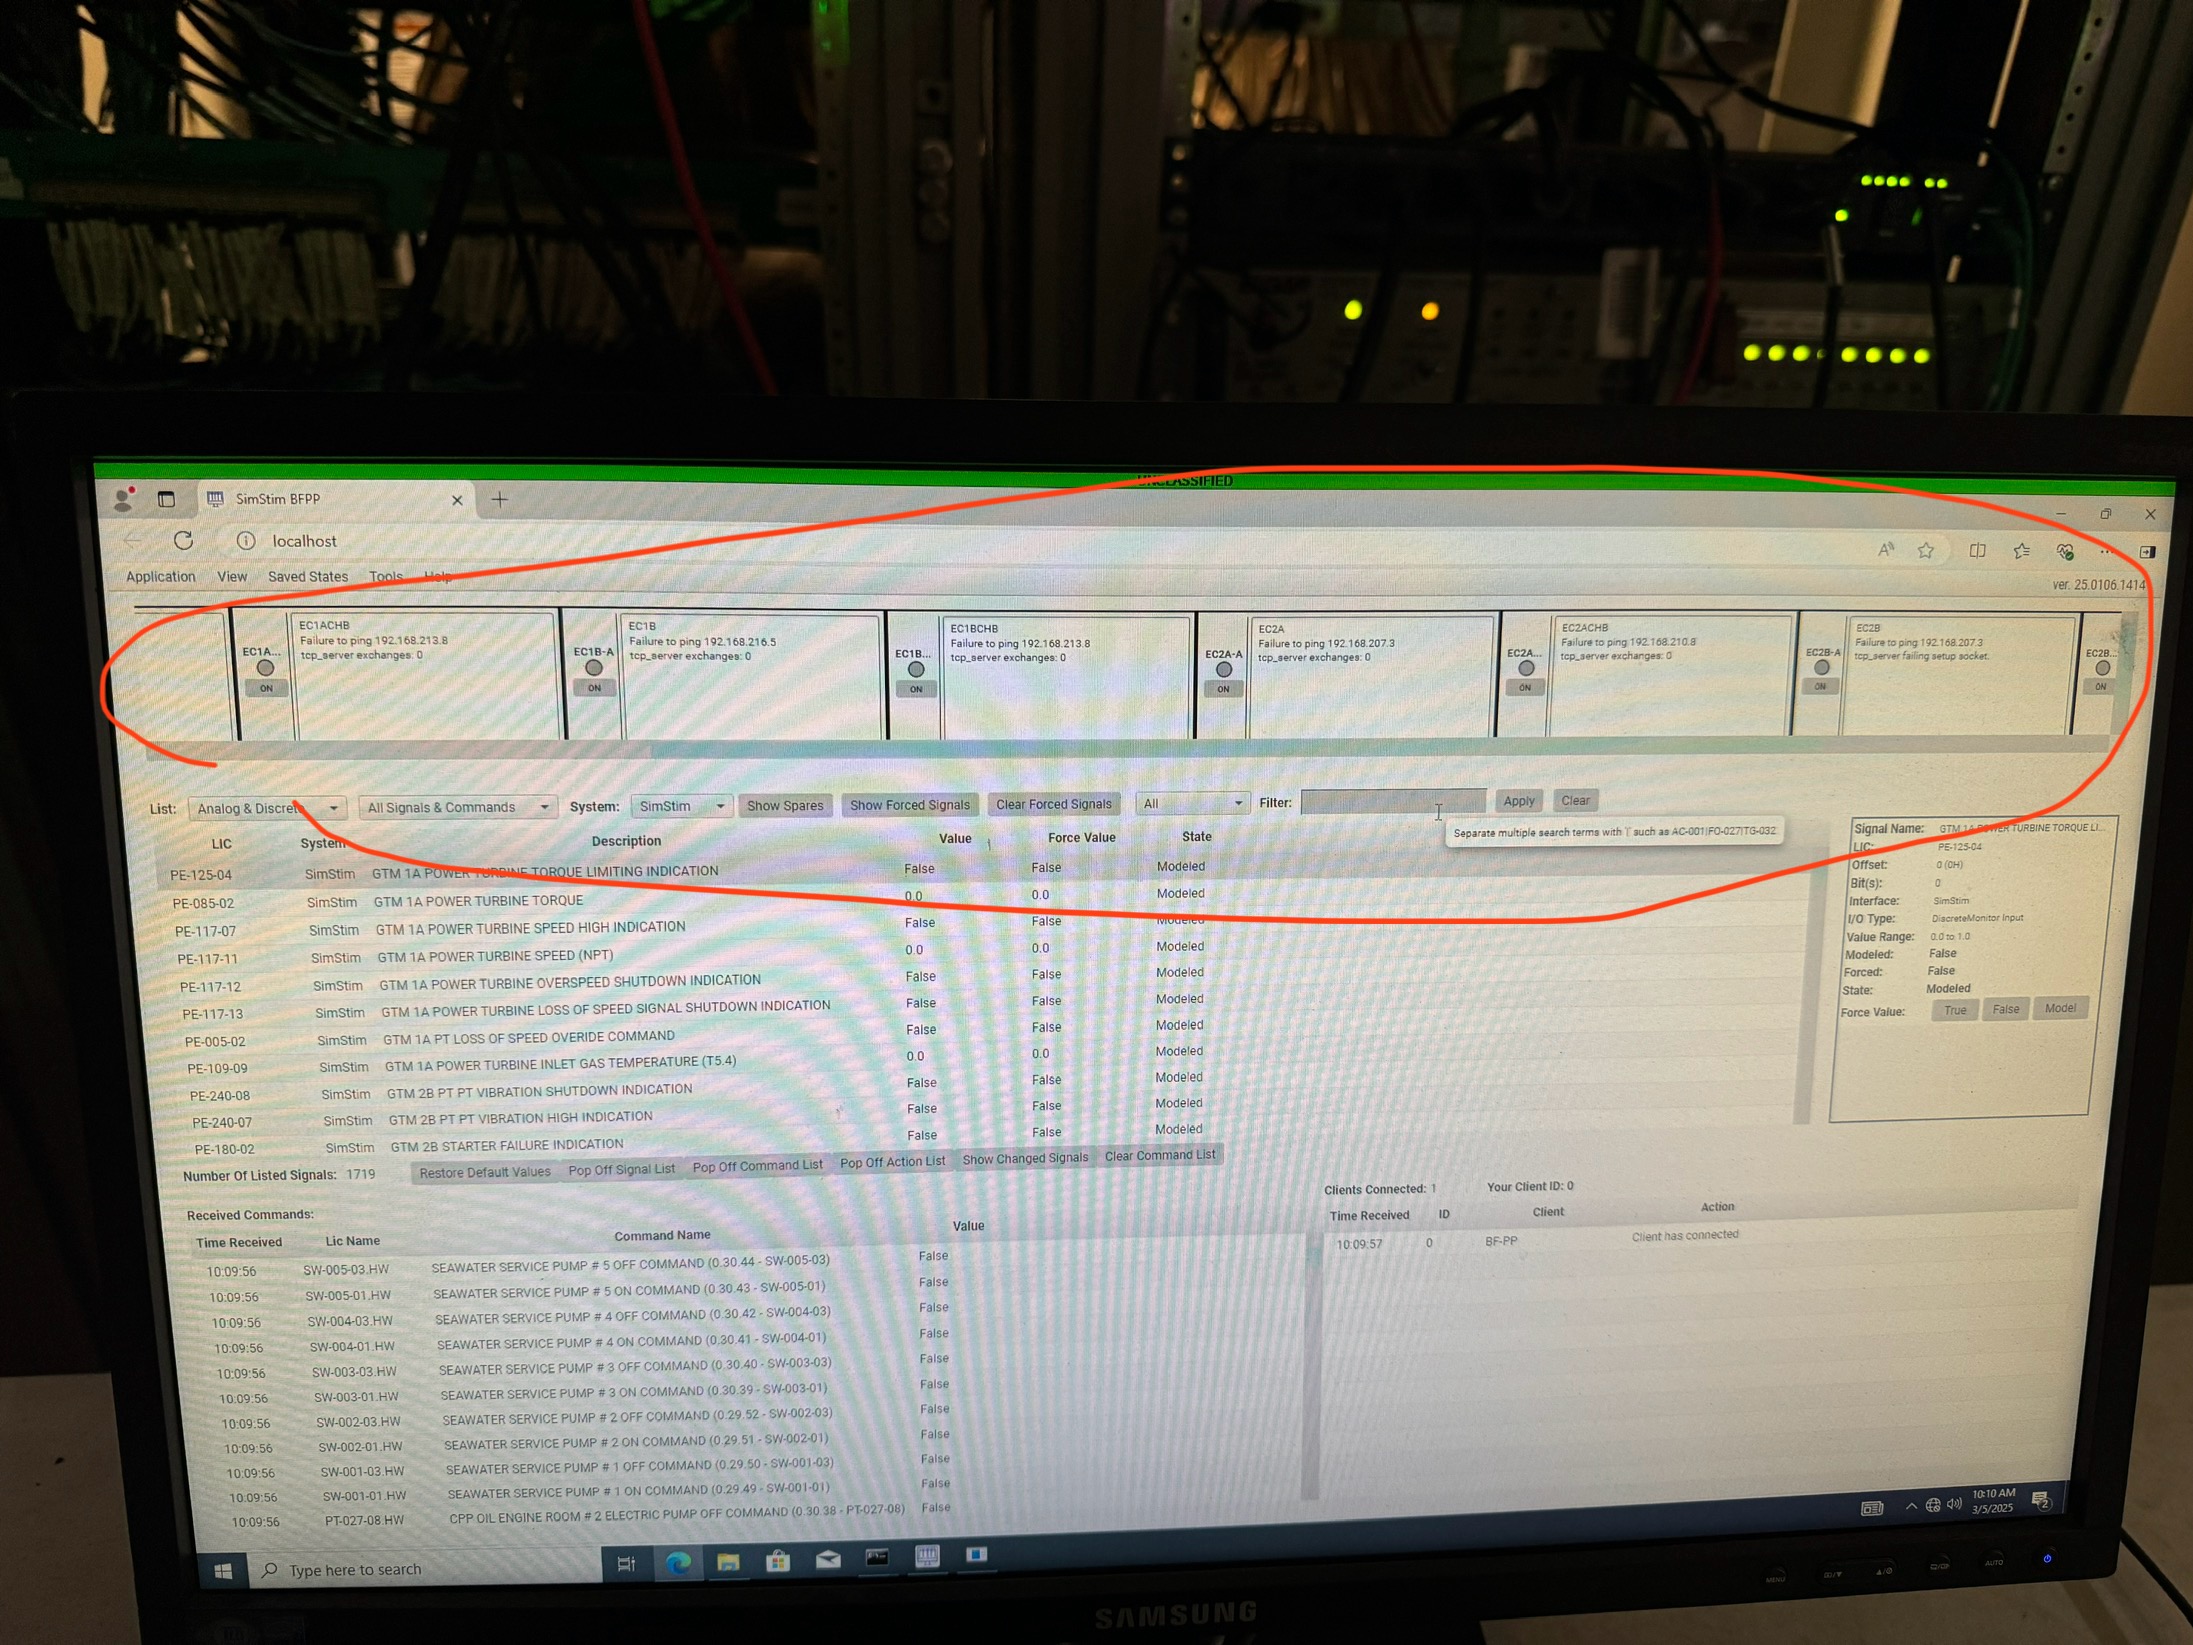 UNCLASSIFIED
SimStim BFPP
localhost
Application View Saved States Tools Help
ver. 25.0106.1414
EC1A...
ON
EC1ACHB
Failure to ping 192.168.213.8
tcp_server exchanges: 0
EC1B-A
ON
EC1B
Failure to ping 192.168.216.5
tcp_server exchanges: 0
EC1B...
ON
EC1BCHB
Failure to ping 192.168.213.8
tcp_server exchanges: 0
EC2A-A
ON
EC2A
Failure to ping 192.168.207.3
tcp_server exchanges: 0
EC2A...
ON
EC2ACHB
Failure to ping 192.168.210.8
tcp_server exchanges: 0
EC2B-A
ON
EC2B
Failure to ping 192.168.207.3
tcp_server failing setup socket.
EC2B...
ON
List: Analog & Discrete All Signals & Commands System: SimStim Show Spares Show Forced Signals Clear Forced Signals All Filter: Apply Clear
Separate multiple search terms with '|' such as AC-001|FO-027|TG-032.
LIC System Description Value Force Value State
PE-125-04 SimStim GTM 1A POWER TURBINE TORQUE LIMITING INDICATION False False Modeled
PE-085-02 SimStim GTM 1A POWER TURBINE TORQUE 0.0 0.0 Modeled
PE-117-07 SimStim GTM 1A POWER TURBINE SPEED HIGH INDICATION False False Modeled
PE-117-11 SimStim GTM 1A POWER TURBINE SPEED (NPT) 0.0 0.0 Modeled
PE-117-12 SimStim GTM 1A POWER TURBINE OVERSPEED SHUTDOWN INDICATION False False Modeled
PE-117-13 SimStim GTM 1A POWER TURBINE LOSS OF SPEED SIGNAL SHUTDOWN INDICATION False False Modeled
PE-005-02 SimStim GTM 1A PT LOSS OF SPEED OVERIDE COMMAND False False Modeled
PE-109-09 SimStim GTM 1A POWER TURBINE INLET GAS TEMPERATURE (T5.4) 0.0 0.0 Modeled
PE-240-08 SimStim GTM 2B PT PT VIBRATION SHUTDOWN INDICATION False False Modeled
PE-240-07 SimStim GTM 2B PT PT VIBRATION HIGH INDICATION False False Modeled
PE-180-02 SimStim GTM 2B STARTER FAILURE INDICATION False False Modeled
Signal Name: GTM 1A POWER TURBINE TORQUE LI...
LIC: PE-125-04
Offset: 0 (0H)
Bit(s): 0
Interface: SimStim
I/O Type: DiscreteMonitor Input
Value Range: 0.0 to 1.0
Modeled: False
Forced: False
State: Modeled
Force Value: True False Model
Number Of Listed Signals: 1719 Restore Default Values Pop Off Signal List Pop Off Command List Pop Off Action List Show Changed Signals Clear Command List
Received Commands:
Time Received Lic Name Command Name Value
10:09:56 SW-005-03.HW SEAWATER SERVICE PUMP # 5 OFF COMMAND (0.30.44 - SW-005-03) False
10:09:56 SW-005-01.HW SEAWATER SERVICE PUMP # 5 ON COMMAND (0.30.43 - SW-005-01) False
10:09:56 SW-004-03.HW SEAWATER SERVICE PUMP # 4 OFF COMMAND (0.30.42 - SW-004-03) False
10:09:56 SW-004-01.HW SEAWATER SERVICE PUMP # 4 ON COMMAND (0.30.41 - SW-004-01) False
10:09:56 SW-003-03.HW SEAWATER SERVICE PUMP # 3 OFF COMMAND (0.30.40 - SW-003-03) False
10:09:56 SW-003-01.HW SEAWATER SERVICE PUMP # 3 ON COMMAND (0.30.39 - SW-003-01) False
10:09:56 SW-002-03.HW SEAWATER SERVICE PUMP # 2 OFF COMMAND (0.29.52 - SW-002-03) False
10:09:56 SW-002-01.HW SEAWATER SERVICE PUMP # 2 ON COMMAND (0.29.51 - SW-002-01) False
10:09:56 SW-001-03.HW SEAWATER SERVICE PUMP # 1 OFF COMMAND (0.29.50 - SW-001-03) False
10:09:56 SW-001-01.HW SEAWATER SERVICE PUMP # 1 ON COMMAND (0.29.49 - SW-001-01) False
10:09:56 PT-027-08.HW CPP OIL ENGINE ROOM # 2 ELECTRIC PUMP OFF COMMAND (0.30.38 - PT-027-08) False
Clients Connected: 1 Your Client ID: 0
Time Received ID Client Action
10:09:57 0 BF-PP Client has connected
Type here to search
10:10 AM
3/5/2025
2
MENU
AUTO
SAMSUNG